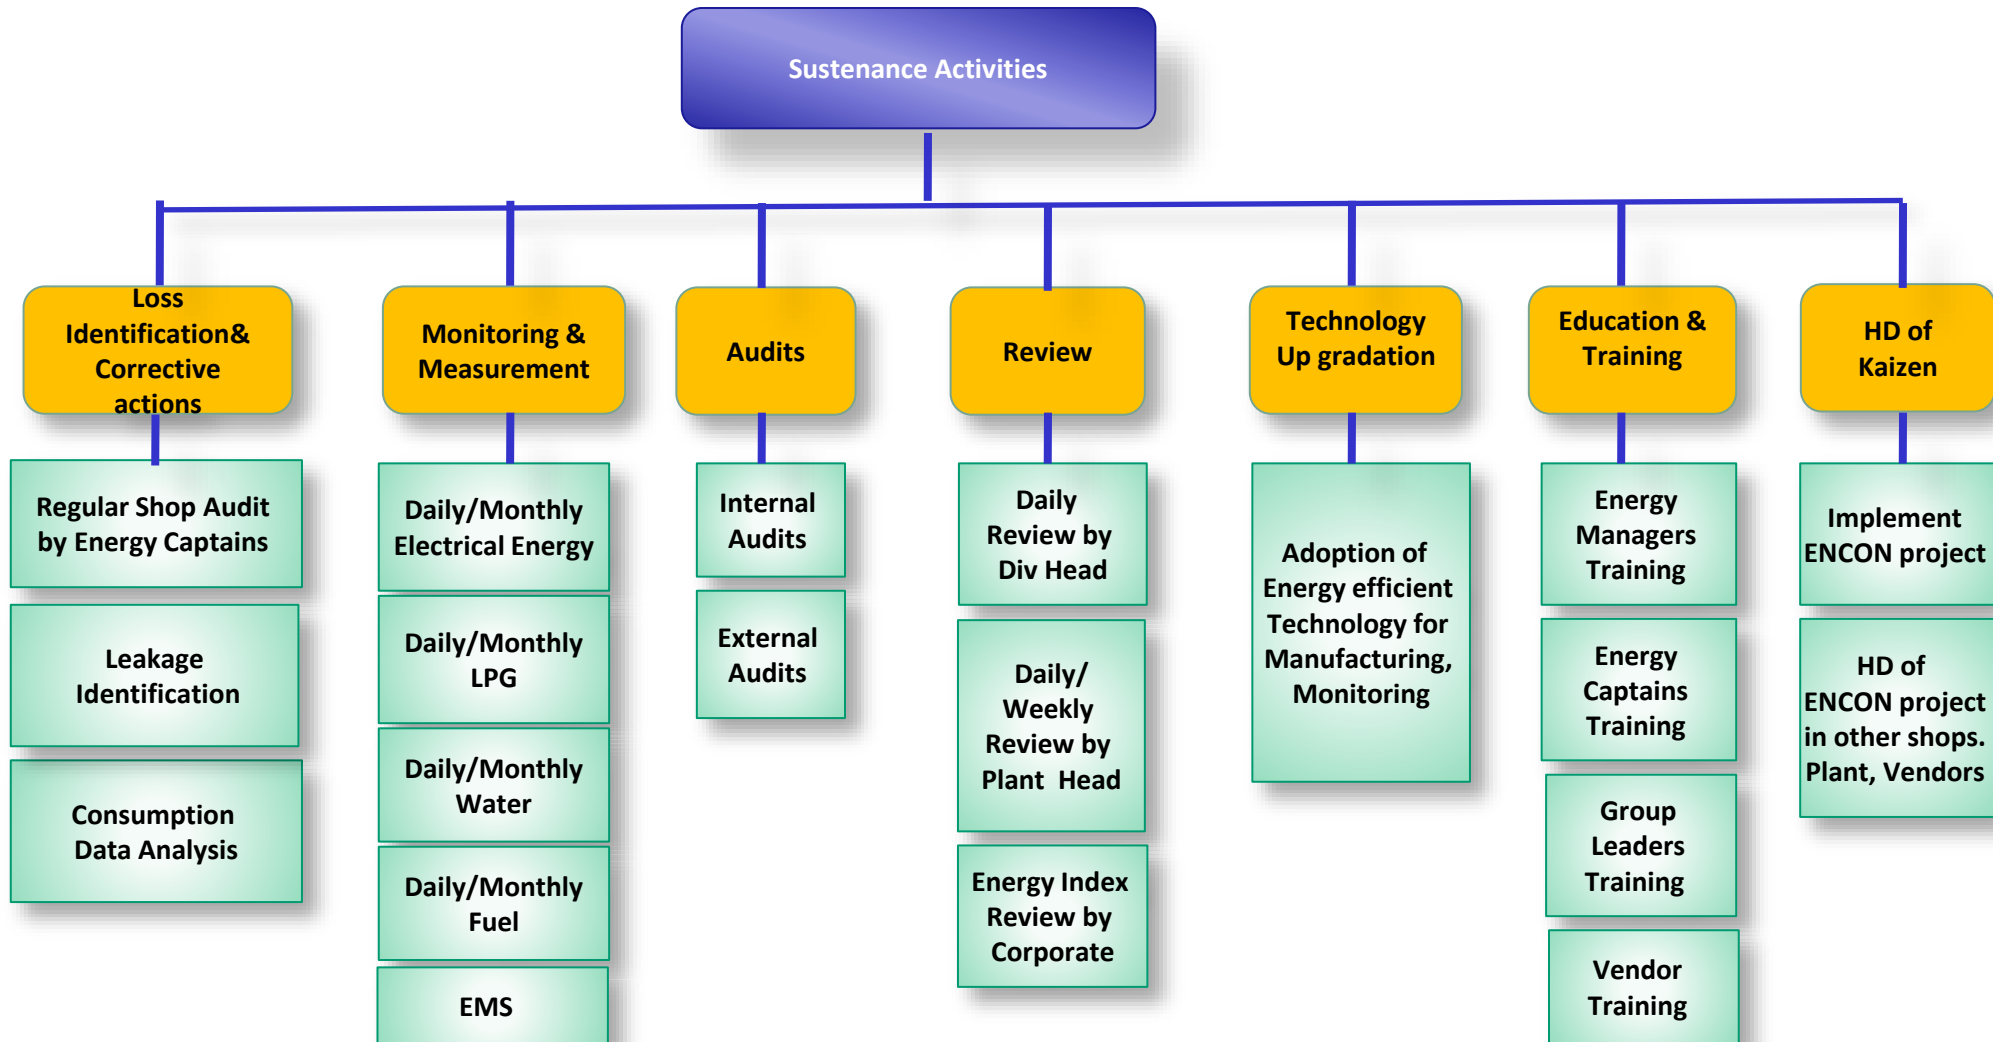 Sustenance Activities
Loss
Identification&
Corrective
actions
Regular Shop Audit
by Energy Captains
Leakage
Identification
Consumption
Data Analysis
Monitoring &
Measurement
Daily/Monthly
Electrical Energy
Daily/Monthly
LPG
Daily/Monthly
Water
Daily/Monthly
Fuel
EMS
Audits
Internal
Audits
External
Audits
Review
Daily
Review by
Div Head
Daily/
Weekly
Review by
Plant Head
Energy Index
Review by
Corporate
Technology
Up gradation
Adoption of
Energy efficient
Technology for
Manufacturing,
Monitoring
Education &
Training
Energy
Managers
Training
Energy
Captains
Training
Group
Leaders
Training
Vendor
Training
HD of
Kaizen
Implement
ENCON project
HD of
ENCON project
in other shops.
Plant, Vendors